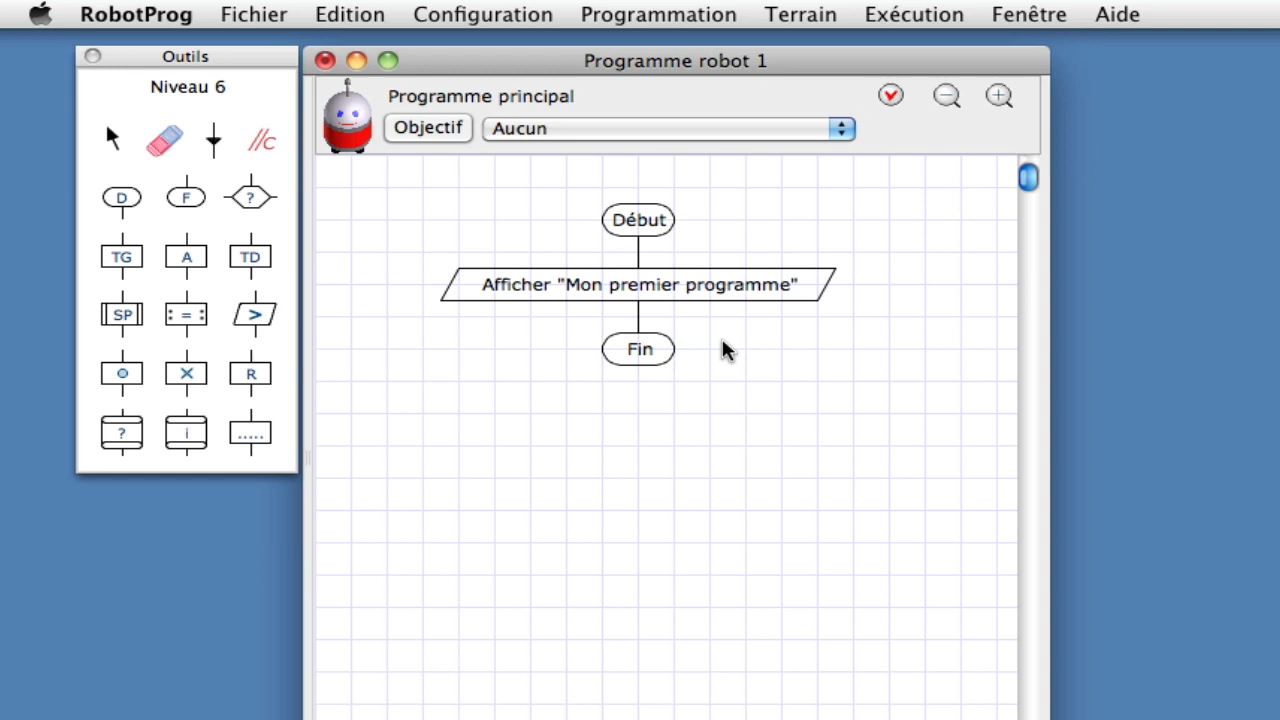 RobotProg Fichier Edition Configuration Programmation Terrain Exécution Fenêtre Aide
Outils
Niveau 6
//c
D F ?
TG A TD
SP : = : >
R
? i .....
Programme robot 1
Programme principal
Objectif Aucun
Début
Afficher "Mon premier programme"
Fin